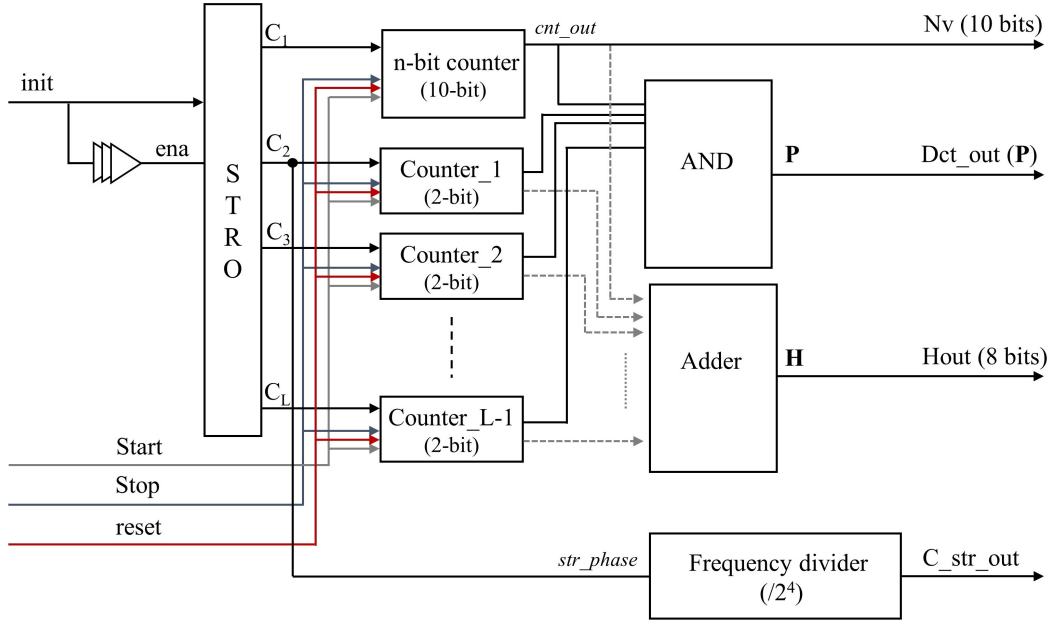 cnt_out
Nv (10 bits)
C₁
n-bit counter
(10-bit)
init
ena
C₂
Counter_1
(2-bit)
AND
P
Dct_out (P)
S
T
R
O
C₃
Counter_2
(2-bit)
Adder
H
Hout (8 bits)
C_L
Counter_L-1
(2-bit)
Start
Stop
reset
str_phase
Frequency divider
(/2⁴)
C_str_out